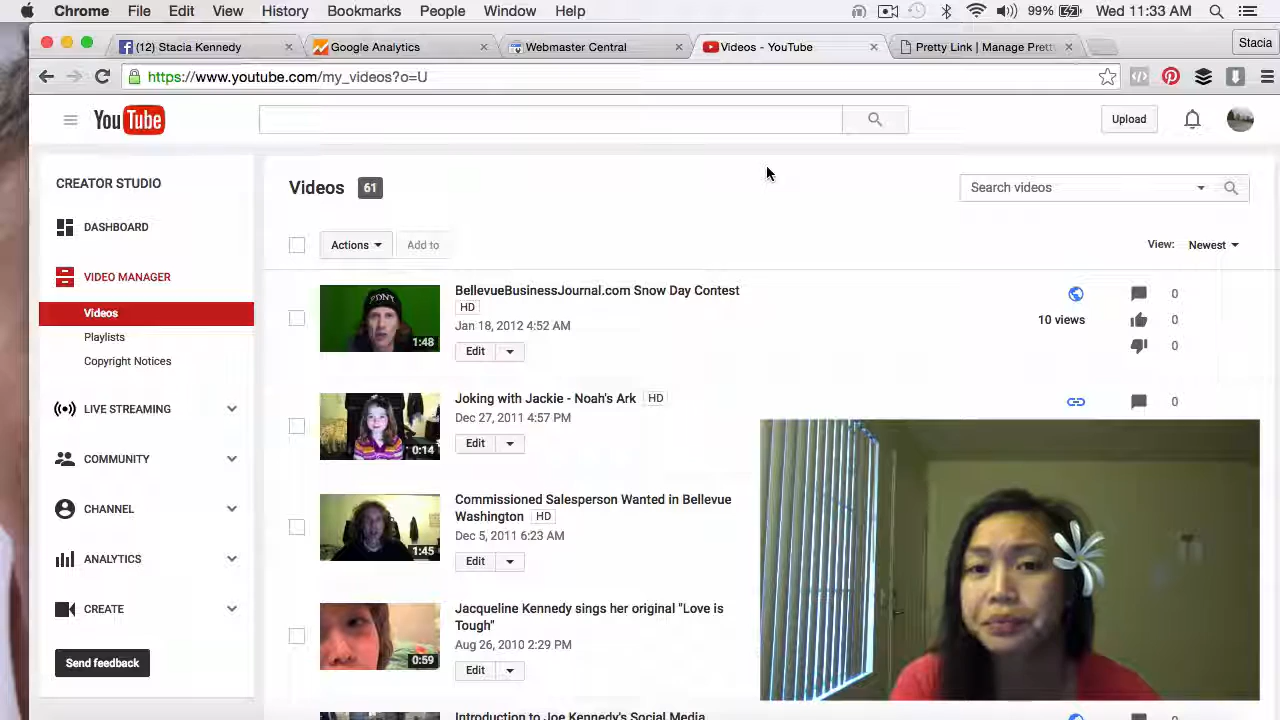 Chrome File Edit View History Bookmarks People Window Help 99% Wed 11:33 AM
(12) Stacia Kennedy Google Analytics Webmaster Central Videos - YouTube Pretty Link | Manage Prett Stacia
https://www.youtube.com/my_videos?o=U
YouTube Upload
CREATOR STUDIO
DASHBOARD
VIDEO MANAGER
Videos
Playlists
Copyright Notices
LIVE STREAMING
COMMUNITY
CHANNEL
ANALYTICS
CREATE
Send feedback
Videos 61 Search videos
Actions Add to View: Newest
BellevueBusinessJournal.com Snow Day Contest
HD
Jan 18, 2012 4:52 AM
Edit
1:48
10 views
0
0
0
Joking with Jackie - Noah's Ark HD
Dec 27, 2011 4:57 PM
Edit
0:14
0
Commissioned Salesperson Wanted in Bellevue
Washington HD
Dec 5, 2011 6:23 AM
Edit
1:45
Jacqueline Kennedy sings her original "Love is
Tough"
Aug 26, 2010 2:29 PM
Edit
0:59
Introduction to Joe Kennedy's Social Media